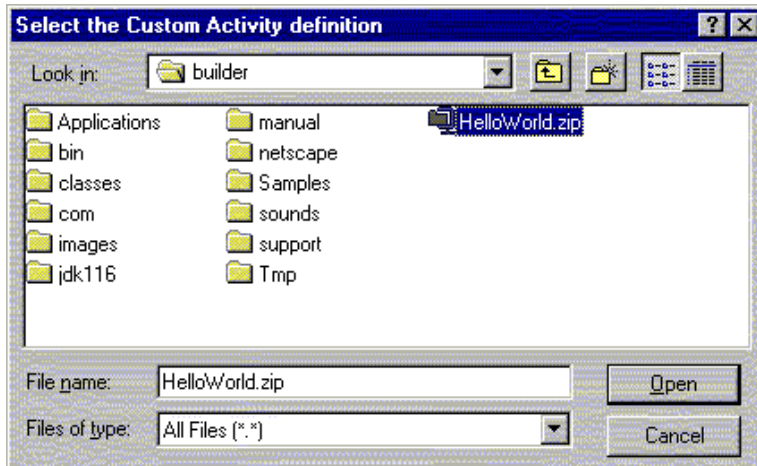 Select the Custom Activity definition
Look in: builder
Applications manual HelloWorld.zip
bin netscape
classes Samples
com sounds
images support
jdk116 Tmp
File name: HelloWorld.zip Open
Files of type: All Files (*.*) Cancel